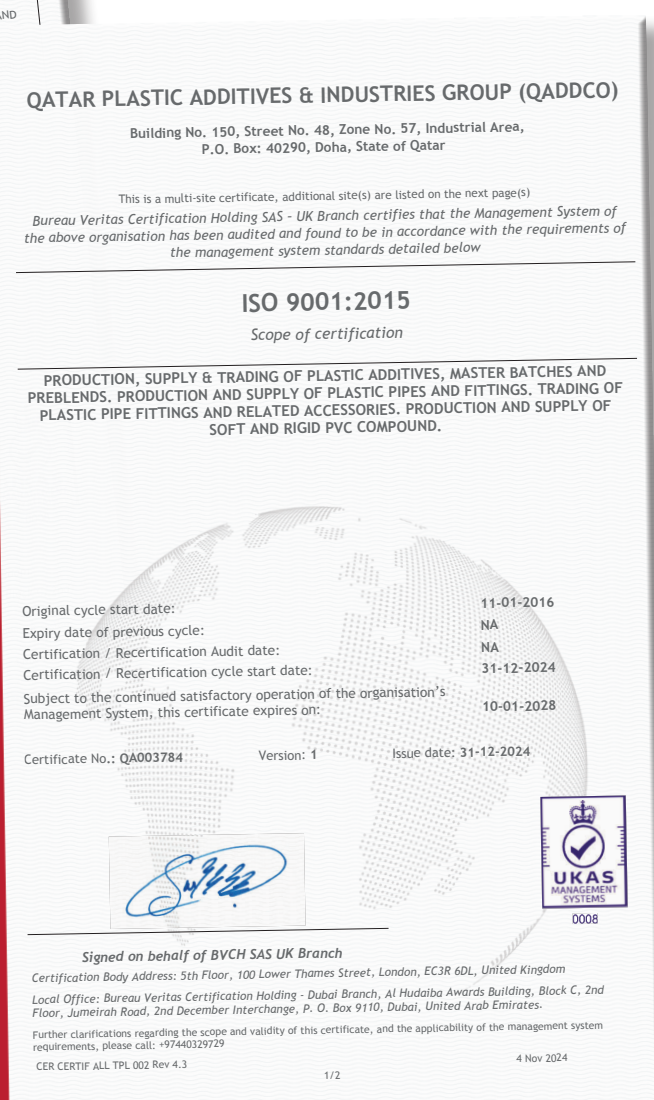 AND
QATAR PLASTIC ADDITIVES & INDUSTRIES GROUP (QADDCO)
Building No. 150, Street No. 48, Zone No. 57, Industrial Area,
P.O. Box: 40290, Doha, State of Qatar
This is a multi-site certificate, additional site(s) are listed on the next page(s)
Bureau Veritas Certification Holding SAS - UK Branch certifies that the Management System of
the above organisation has been audited and found to be in accordance with the requirements of
the management system standards detailed below
ISO 9001:2015
Scope of certification
PRODUCTION, SUPPLY & TRADING OF PLASTIC ADDITIVES, MASTER BATCHES AND
PREBLENDS. PRODUCTION AND SUPPLY OF PLASTIC PIPES AND FITTINGS. TRADING OF
PLASTIC PIPE FITTINGS AND RELATED ACCESSORIES. PRODUCTION AND SUPPLY OF
SOFT AND RIGID PVC COMPOUND.
Original cycle start date: 11-01-2016
Expiry date of previous cycle: NA
Certification / Recertification Audit date: NA
Certification / Recertification cycle start date: 31-12-2024
Subject to the continued satisfactory operation of the organisation's
Management System, this certificate expires on: 10-01-2028
Certificate No.: QA003784 Version: 1 Issue date: 31-12-2024
UKAS
MANAGEMENT
SYSTEMS
0008
Signed on behalf of BVCH SAS UK Branch
Certification Body Address: 5th Floor, 100 Lower Thames Street, London, EC3R 6DL, United Kingdom
Local Office: Bureau Veritas Certification Holding - Dubai Branch, Al Hudaiba Awards Building, Block C, 2nd
Floor, Jumeirah Road, 2nd December Interchange, P. O. Box 9110, Dubai, United Arab Emirates.
Further clarifications regarding the scope and validity of this certificate, and the applicability of the management system
requirements, please call: +97440329729
CER CERTIF ALL TPL 002 Rev 4.3 4 Nov 2024
1/2